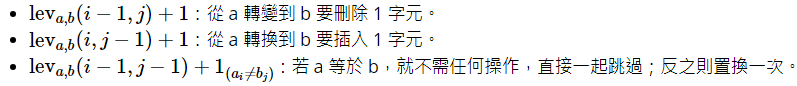 • lev_{a,b}(i − 1, j) + 1：從 a 轉變到 b 要刪除 1 字元。
• lev_{a,b}(i, j − 1) + 1：從 a 轉換到 b 要插入 1 字元。
• lev_{a,b}(i − 1, j − 1) + 1_{(a_i≠b_j)}：若 a 等於 b，就不需任何操作，直接一起跳過；反之則置換一次。